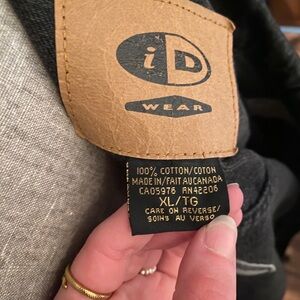 iD
WEAR
100% COTTON/COTON
MADE IN/FAIT AU CANADA
CA05976 RN42206
XL/TG
CARE ON REVERSE/
SOINS AU VERSO